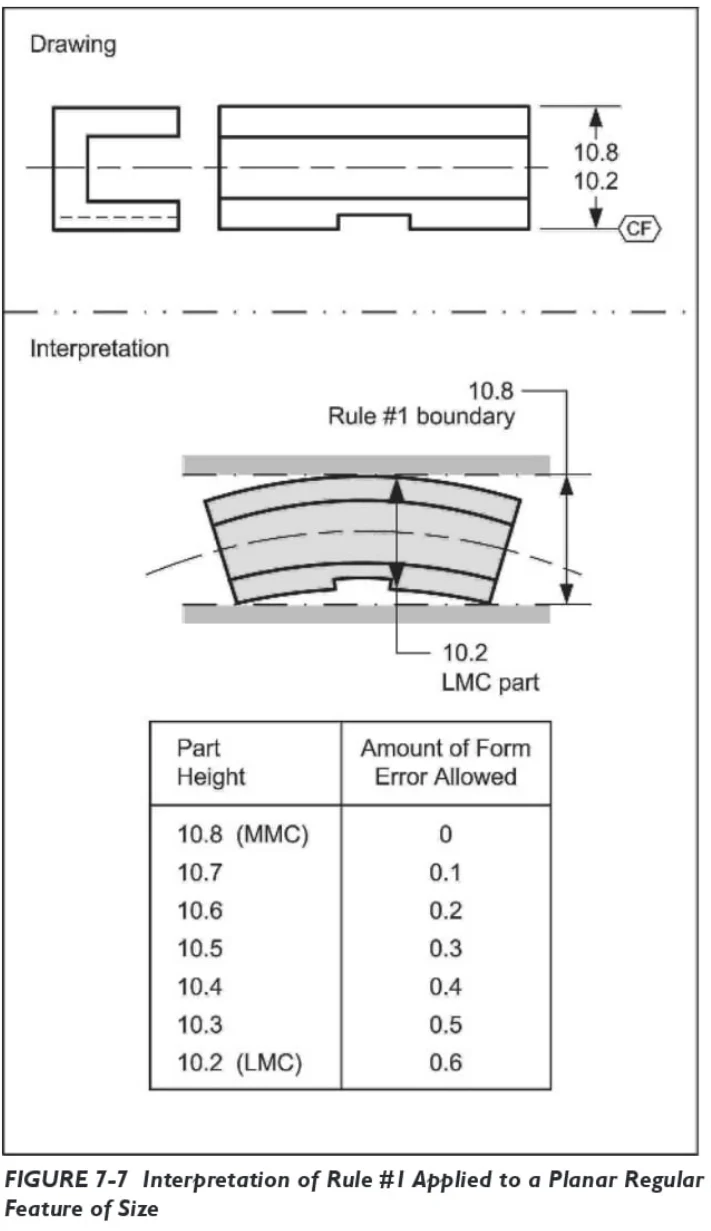 Drawing
10.8
10.2
CF
Interpretation
10.8
Rule #1 boundary
10.2
LMC part
Part Height
Amount of Form Error Allowed
10.8 (MMC) 0
10.7 0.1
10.6 0.2
10.5 0.3
10.4 0.4
10.3 0.5
10.2 (LMC) 0.6
FIGURE 7-7 Interpretation of Rule #1 Applied to a Planar Regular
Feature of Size